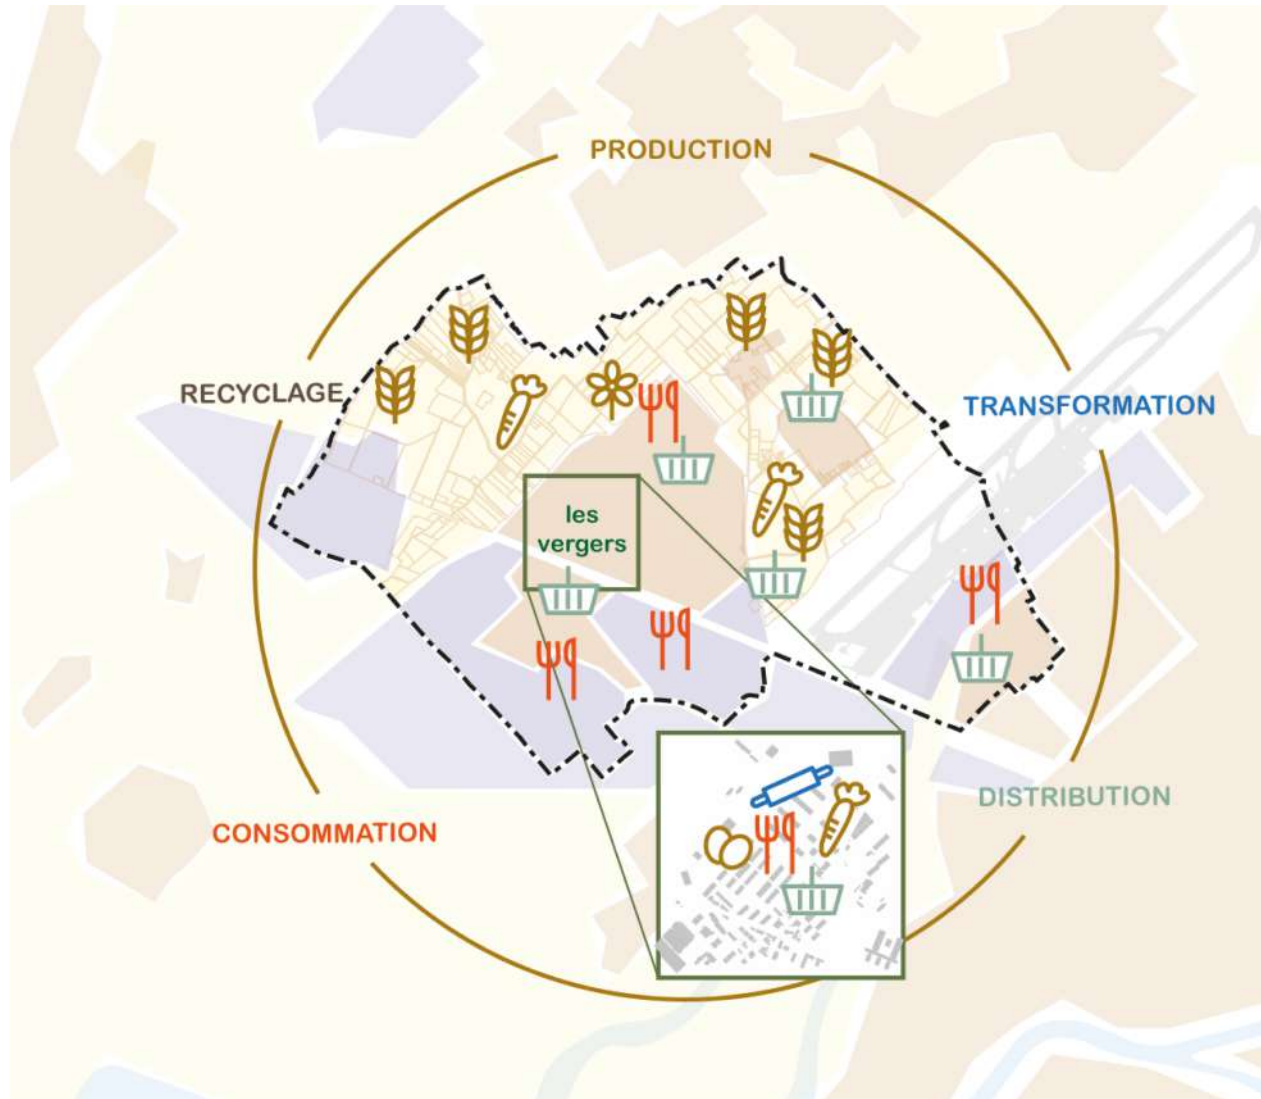 PRODUCTION
RECYCLAGE
TRANSFORMATION
les
vergers
DISTRIBUTION
CONSOMMATION